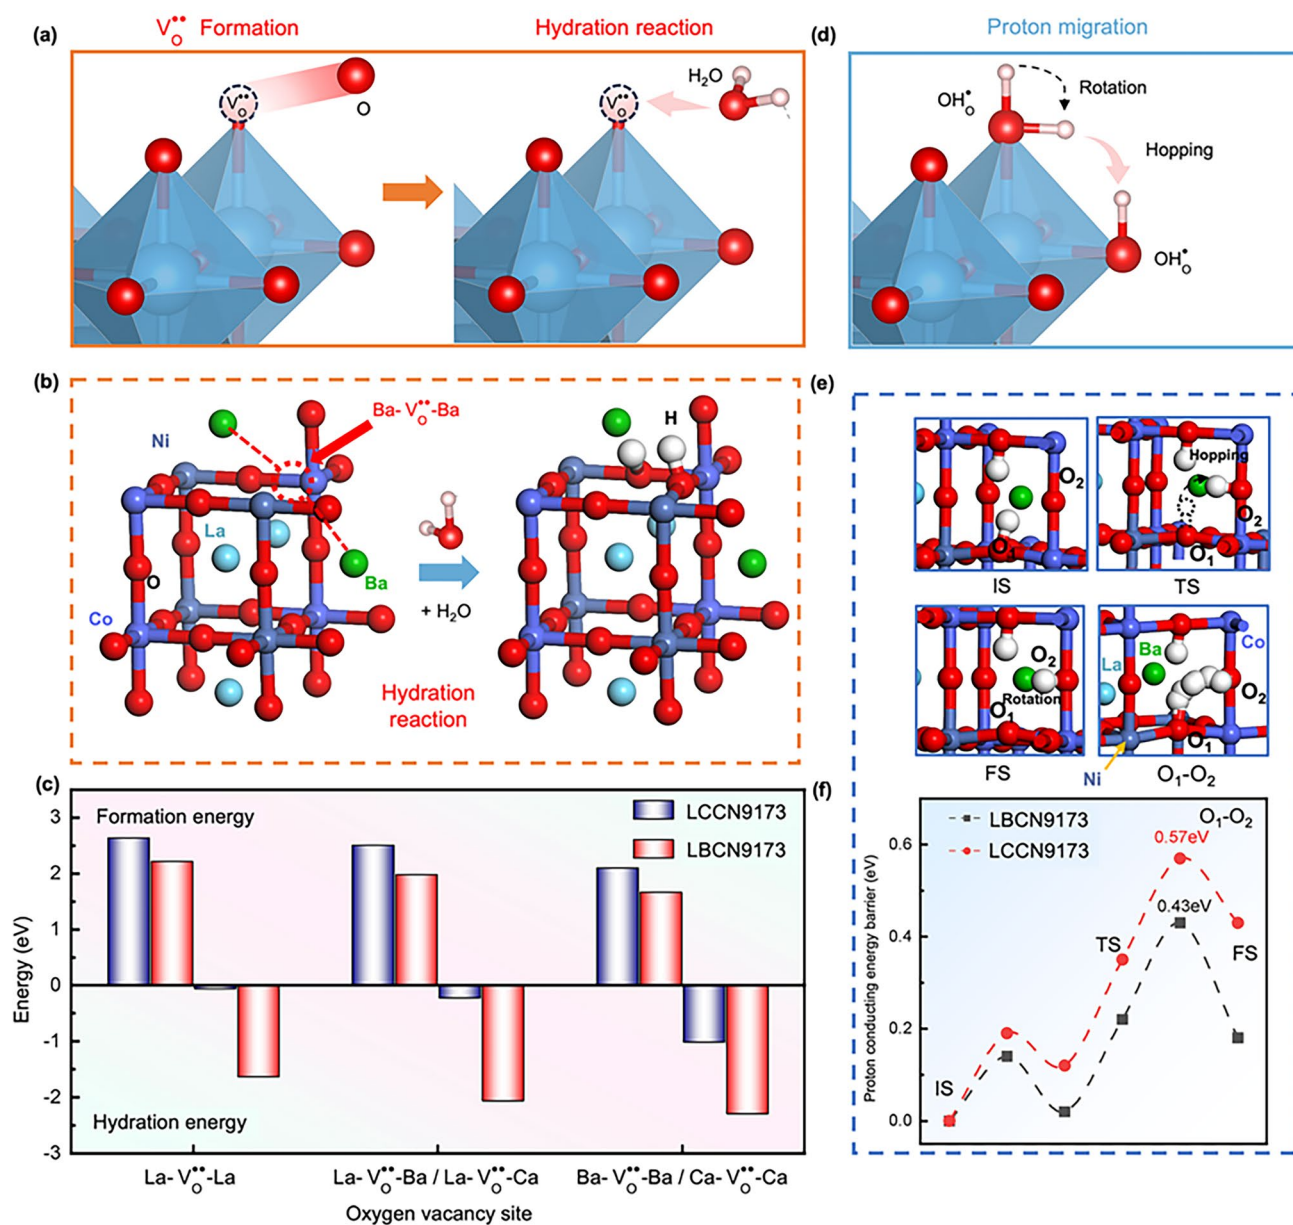 (a)
V_O^•• Formation
Hydration reaction
V_O^••
O
V_O^••
H₂O
(d)
Proton migration
OH_O^•
Rotation
Hopping
OH_O^•
(b)
Ba- V_O^••-Ba
Ni
La
O
Ba
Co
+ H₂O
H
Hydration
reaction
(e)
O₂
O₁
IS
Hopping
O₂
O₁
TS
O₂
Rotation
O₁
FS
La
Ba
Co
O₂
O₁
Ni
O₁-O₂
(c)
Formation energy
LCCN9173
LBCN9173
Hydration energy
Energy (eV)
3
2
1
0
-1
-2
-3
La- V_O^••-La
La- V_O^••-Ba / La- V_O^••-Ca
Ba- V_O^••-Ba / Ca- V_O^••-Ca
Oxygen vacancy site
(f)
LBCN9173
LCCN9173
O₁-O₂
0.57eV
0.43eV
TS
FS
IS
Proton conducting energy barrier (eV)
0.6
0.4
0.2
0.0